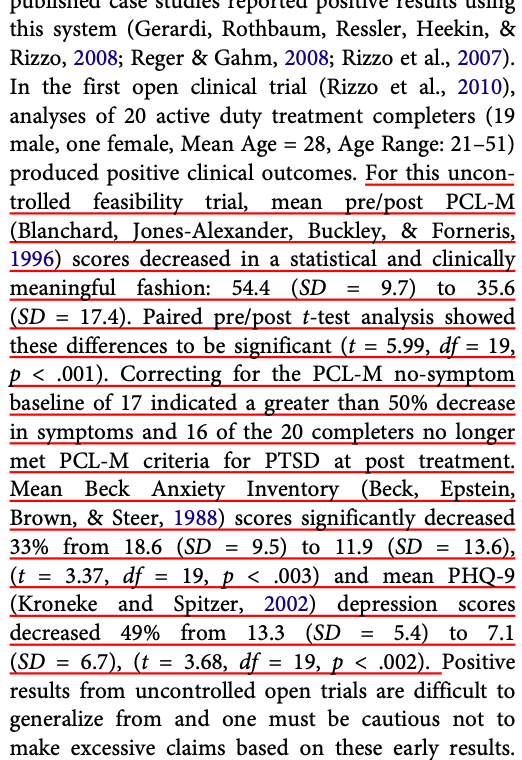 published case studies reported positive results using
this system (Gerardi, Rothbaum, Ressler, Heekin, &
Rizzo, 2008; Reger & Gahm, 2008; Rizzo et al., 2007).
In the first open clinical trial (Rizzo et al., 2010),
analyses of 20 active duty treatment completers (19
male, one female, Mean Age = 28, Age Range: 21–51)
produced positive clinical outcomes. For this uncon-
trolled feasibility trial, mean pre/post PCL-M
(Blanchard, Jones-Alexander, Buckley, & Forneris,
1996) scores decreased in a statistical and clinically
meaningful fashion: 54.4 (SD = 9.7) to 35.6
(SD = 17.4). Paired pre/post t-test analysis showed
these differences to be significant (t = 5.99, df = 19,
p < .001). Correcting for the PCL-M no-symptom
baseline of 17 indicated a greater than 50% decrease
in symptoms and 16 of the 20 completers no longer
met PCL-M criteria for PTSD at post treatment.
Mean Beck Anxiety Inventory (Beck, Epstein,
Brown, & Steer, 1988) scores significantly decreased
33% from 18.6 (SD = 9.5) to 11.9 (SD = 13.6),
(t = 3.37, df = 19, p < .003) and mean PHQ-9
(Kroneke and Spitzer, 2002) depression scores
decreased 49% from 13.3 (SD = 5.4) to 7.1
(SD = 6.7), (t = 3.68, df = 19, p < .002). Positive
results from uncontrolled open trials are difficult to
generalize from and one must be cautious not to
make excessive claims based on these early results.